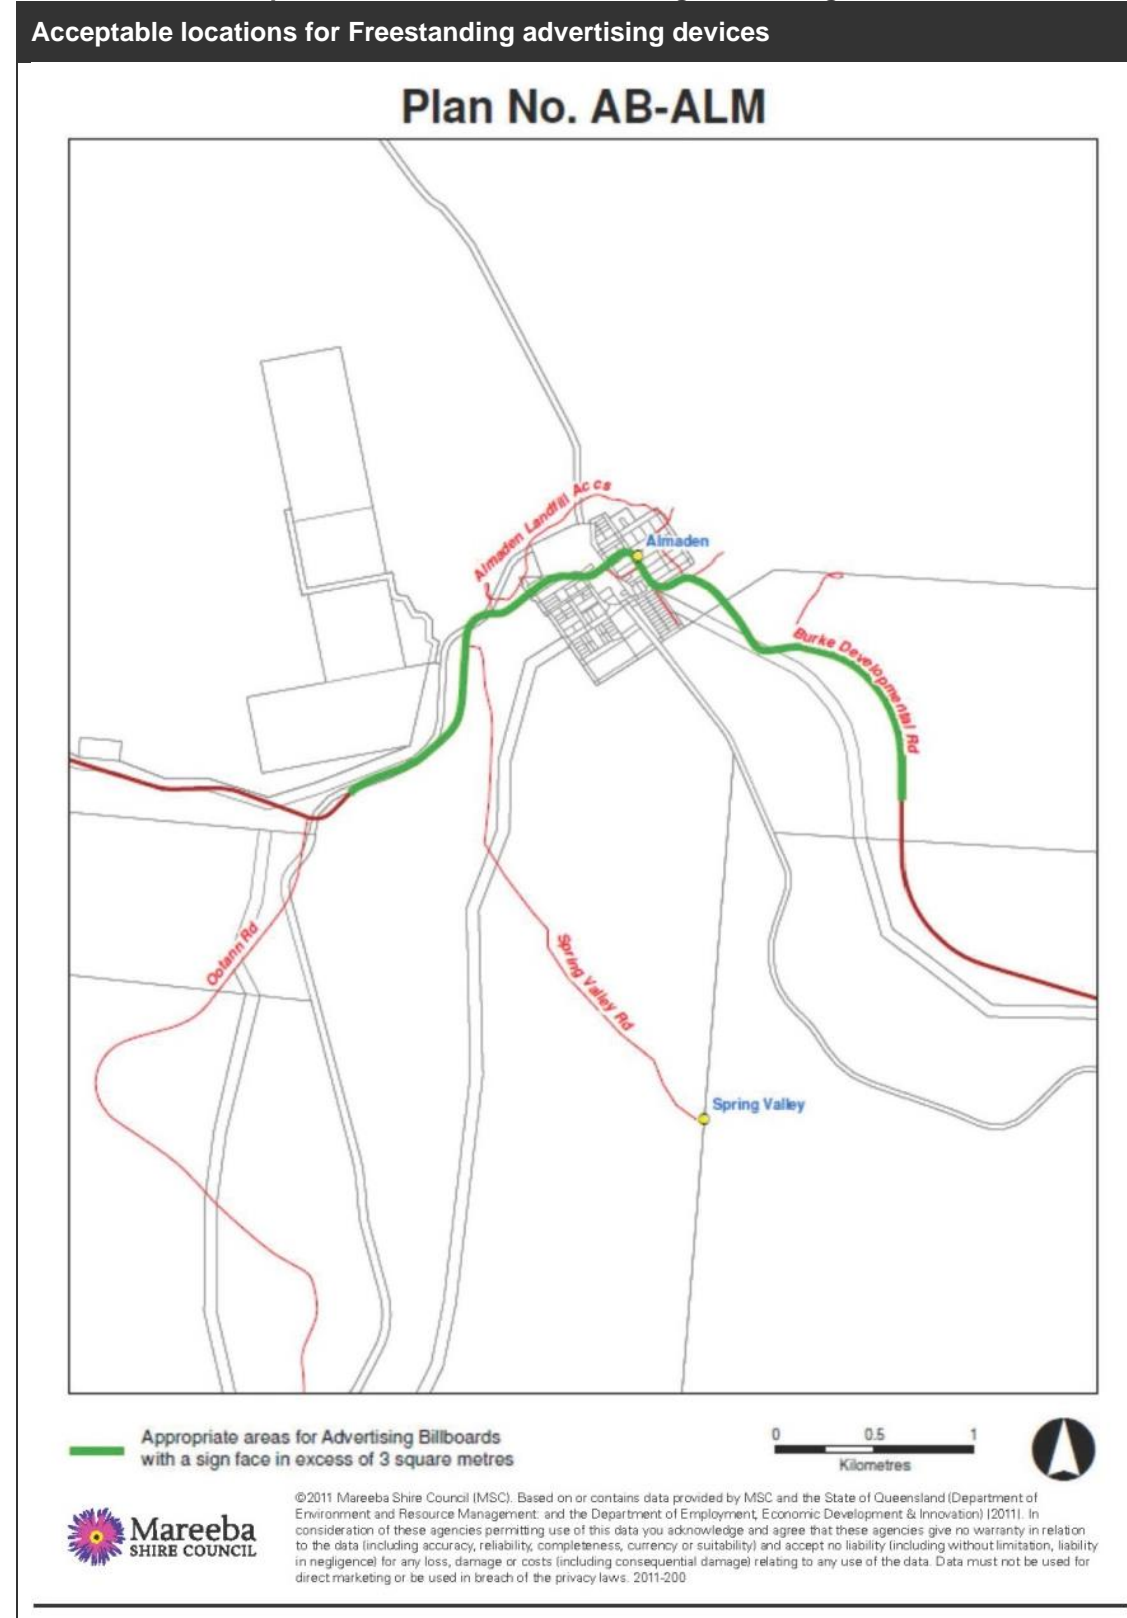 Acceptable locations for Freestanding advertising devices
Plan No. AB-ALM
Almaden Landfill Accs
Almaden
Burke Developmental Rd
Ootann Rd
Spring Valley Rd
Spring Valley
Appropriate areas for Advertising Billboards
with a sign face in excess of 3 square metres
0 0.5 1
Kilometres
Mareeba
SHIRE COUNCIL
©2011 Mareeba Shire Council (MSC). Based on or contains data provided by MSC and the State of Queensland (Department of
Environment and Resource Management and the Department of Employment, Economic Development & Innovation) [2011]. In
consideration of these agencies permitting use of this data you acknowledge and agree that these agencies give no warranty in relation
to the data (including accuracy, reliability, completeness, currency or suitability) and accept no liability (including without limitation, liability
in negligence) for any loss, damage or costs (including consequential damage) relating to any use of the data. Data must not be used for
direct marketing or be used in breach of the privacy laws. 2011-200